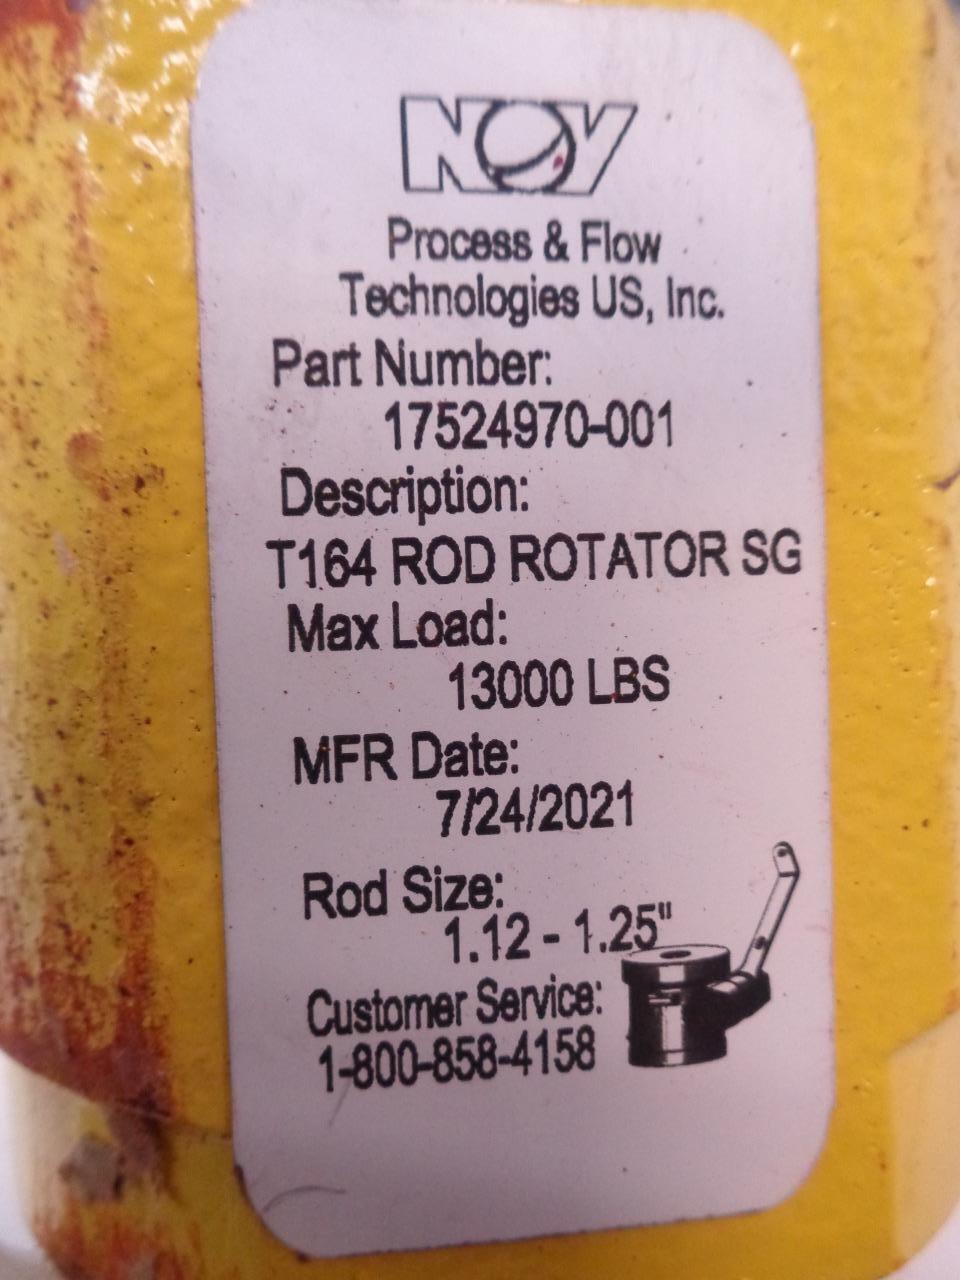 NOV
Process & Flow
Technologies US, Inc.
Part Number:
17524970-001
Description:
T164 ROD ROTATOR SG
Max Load:
13000 LBS
MFR Date:
7/24/2021
Rod Size:
1.12 - 1.25"
Customer Service:
1-800-858-4158